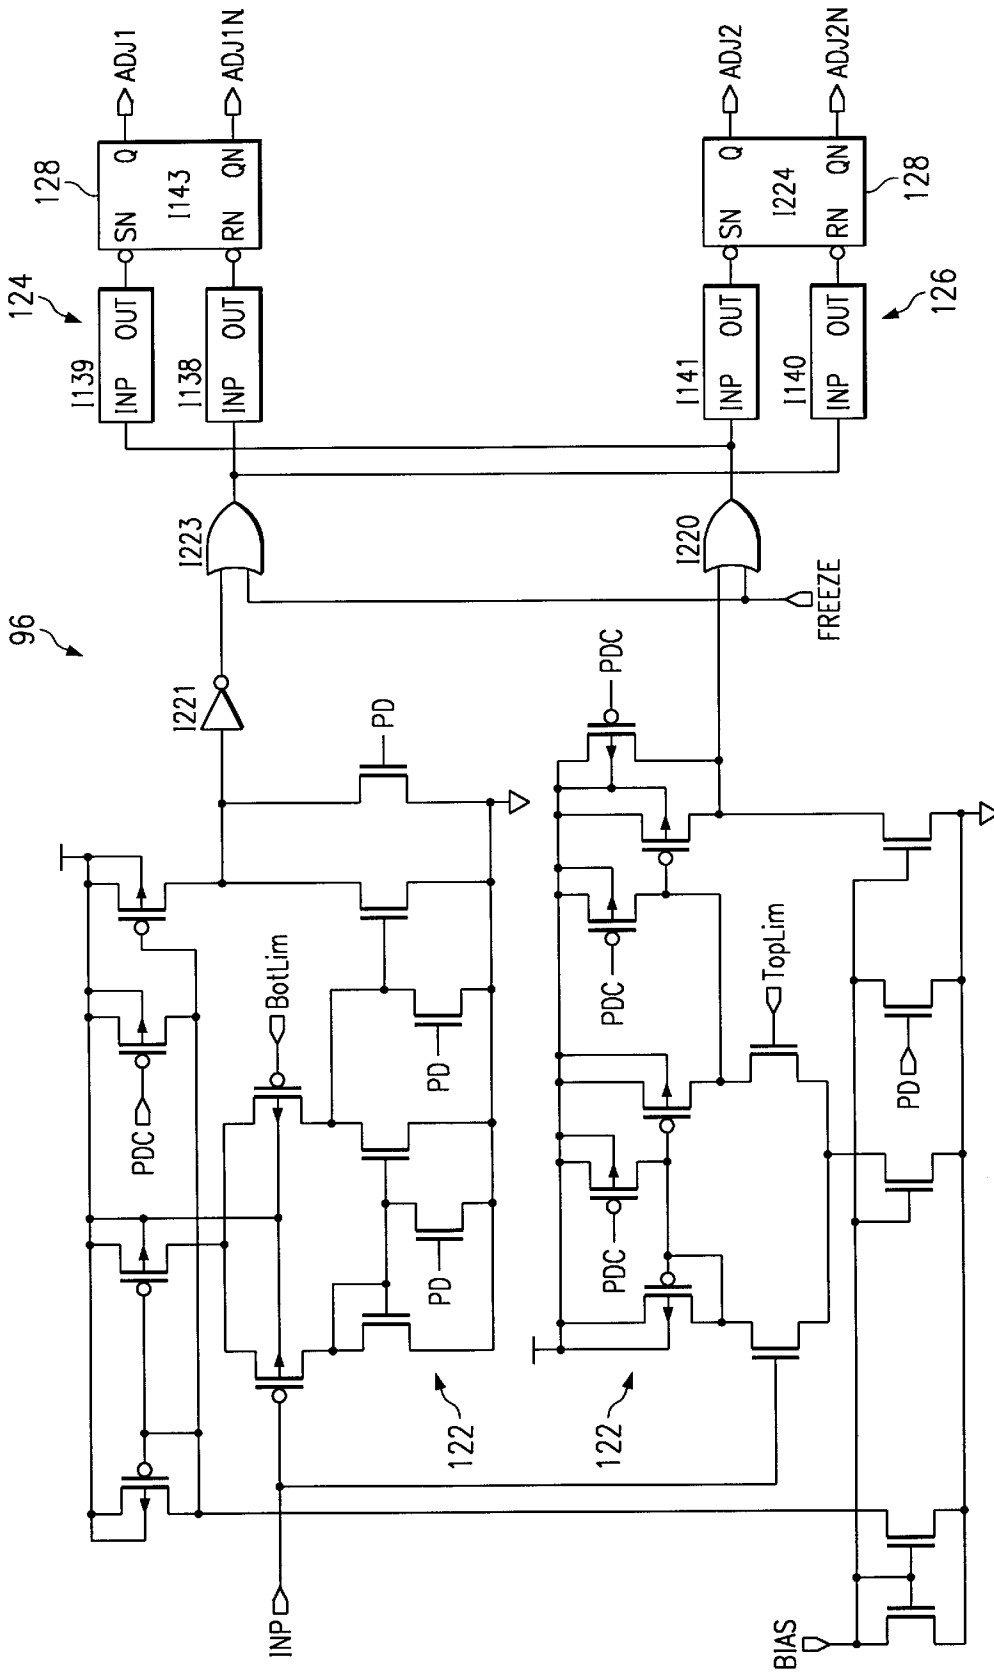 96
124
128
ADJ1
ADJ1N
I139
INP OUT
SN Q
I143
I138
INP OUT
RN QN
I223
I221
PD
PDC
BotLim
PD
PD
122
INP
I141
INP OUT
SN Q
ADJ2
I224
I140
INP OUT
RN QN
ADJ2N
128
126
I220
FREEZE
PDC
PDC
PDC
TopLim
122
PD
BIAS